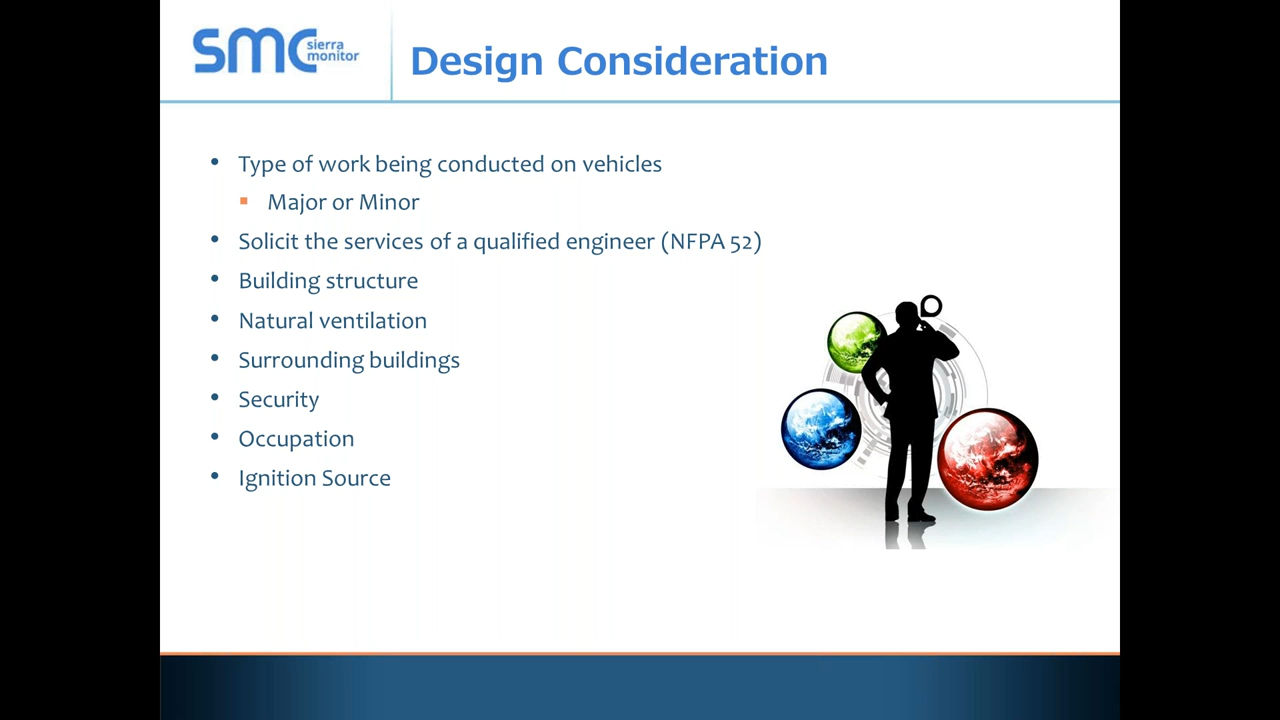 SMC sierra monitor
Design Consideration
• Type of work being conducted on vehicles
▪ Major or Minor
• Solicit the services of a qualified engineer (NFPA 52)
• Building structure
• Natural ventilation
• Surrounding buildings
• Security
• Occupation
• Ignition Source